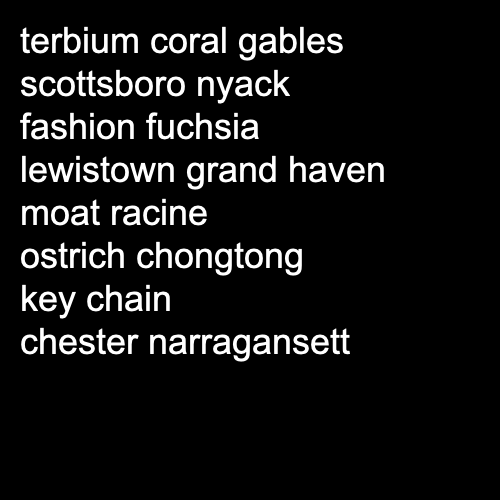 terbium coral gables
scottsboro nyack
fashion fuchsia
lewistown grand haven
moat racine
ostrich chongtong
key chain
chester narragansett